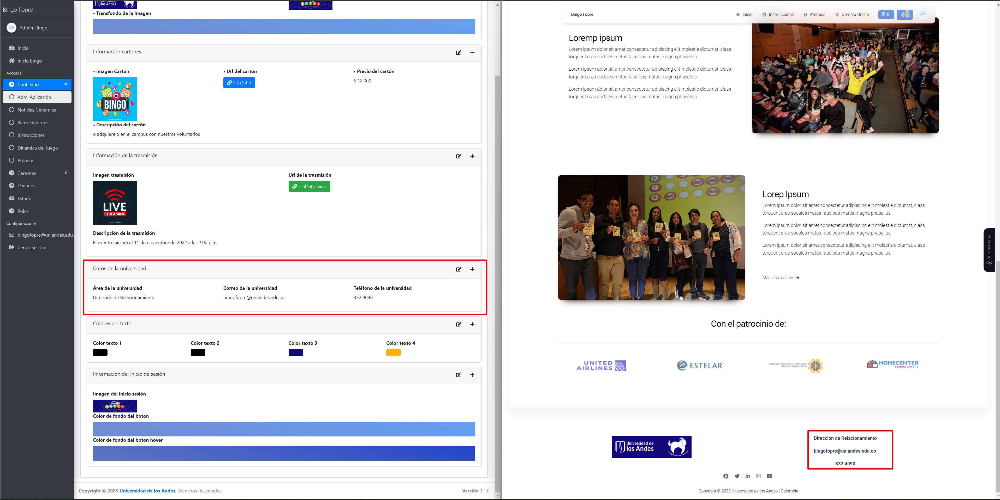 Bingo Fopre
AB Admin. Bingo
Inicio
Inicio Bingo
Accesos
Conf. Sitio
Adm. Aplicación
Noticias Generales
Patrocinadores
Instrucciones
Dinámica del Juego
Premios
Cartones
Usuarios
Estados
Roles
Configuraciones
bingofopre@uniandes.edu.
Cerrar Sesión
los Andes
• Transfondo de la Imagen
Información cartones
• Imagen Cartón
• Url del cartón
• Precio del cartón
BINGO
Ir la Sitio
$ 12,000
• Descripción del cartón
o adquierelo en el campus con nuestros voluntarios
Información de la trasmisión
Imagen trasmisión
Url de la trasmisión
LIVE
STREAMING
Ir al Sitio web
Descripción de la trasmisión
El evento iniciará el 11 de noviembre de 2022 a las 2:00 p.m.
Datos de la universidad
Área de la universidad
Correo de la universidad
Teléfono de la universidad
Dirección de Relacionamiento
bingofopre@uniandes.edu.co
332 4090
Colores del texto
Color texto 1
Color texto 2
Color texto 3
Color texto 4
Información del inicio de sesión
Imagen del inicio sesión
Bingo
Fopre
Color de fondo del boton
Color de fondo del boton hover
Copyright © 2023 Universidad de los Andes. Derechos Reservados.
Versión 1.1.0
Bingo Fopre
Inicio
Instrucciones
Premios
Compra Online
0
AB
Loremp ipsum
Lorem ipsum dolor sit amet consectetur adipiscing elit molestie dictumst, class
torquent cras sodales metus faucibus mattis magna phasellus
Lorem ipsum dolor sit amet consectetur adipiscing elit molestie dictumst, class
torquent cras sodales metus faucibus mattis magna phasellus
Lorem ipsum dolor sit amet consectetur adipiscing elit molestie dictumst, class
torquent cras sodales metus faucibus mattis magna phasellus
P 48 49 50
r 64
e 61
Lorep Ipsum
Lorem ipsum dolor sit amet consectetur adipiscing elit molestie dictumst, class
torquent cras sodales metus faucibus mattis magna phasellus
Lorem ipsum dolor sit amet consectetur adipiscing elit molestie dictumst, class
torquent cras sodales metus faucibus mattis magna phasellus
Lorem ipsum dolor sit amet consectetur adipiscing elit molestie dictumst, class
torquent cras sodales metus faucibus mattis magna phasellus
Más información.
BLACKBOX AI
Con el patrocinio de:
UNITED
AIRLINES
ESTELAR
FONDO DE PROFESORES Y EMPLEADOS
Universidad de los Andes
HOMECENTER
SODIMAC corona
Universidad de
los Andes
Dirección de Relacionamiento
bingofopre@uniandes.edu.co
332 4090
Copyright © 2023 Universidad de los Andes | Colombia